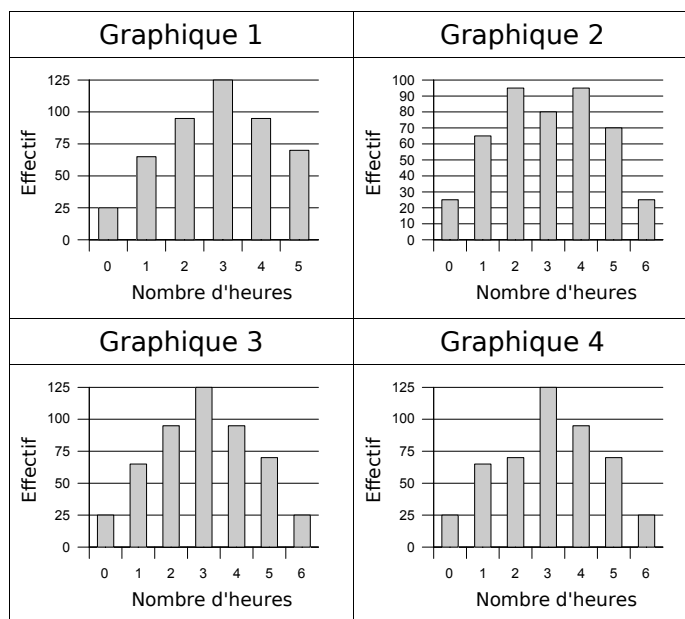 Graphique 1
125
100
75
50
25
0
Effectif
0 1 2 3 4 5
Nombre d'heures
Graphique 2
100
90
80
70
60
50
40
30
20
10
0
Effectif
0 1 2 3 4 5 6
Nombre d'heures
Graphique 3
125
100
75
50
25
0
Effectif
0 1 2 3 4 5 6
Nombre d'heures
Graphique 4
125
100
75
50
25
0
Effectif
0 1 2 3 4 5 6
Nombre d'heures